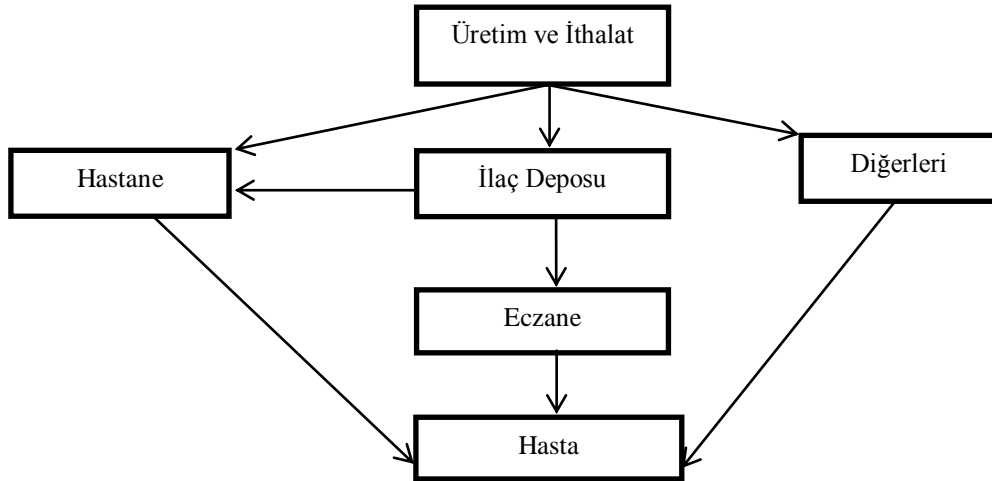 Üretim ve İthalat
Hastane
İlaç Deposu
Diğerleri
Eczane
Hasta